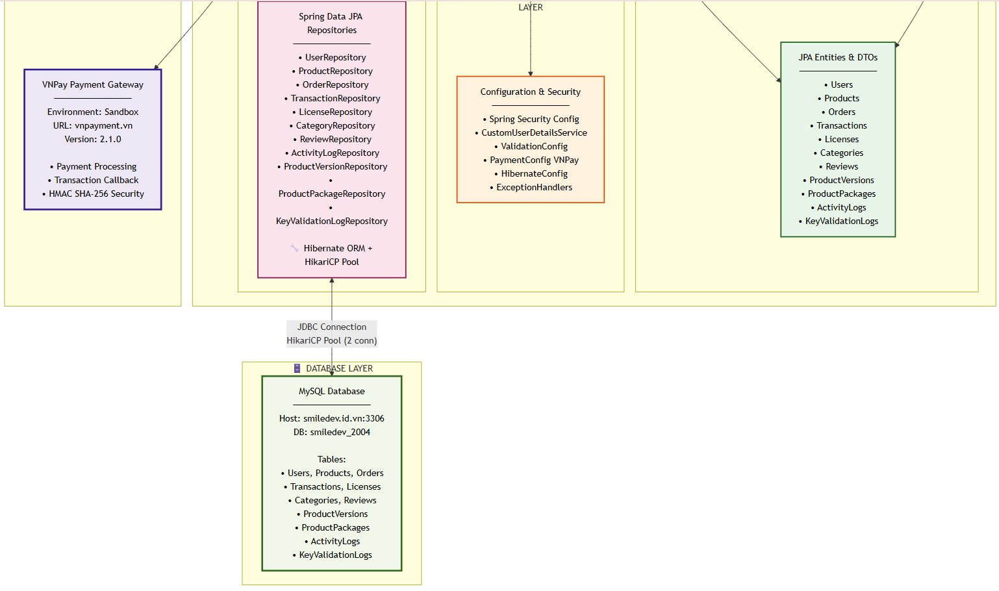 LAYER
VNPay Payment Gateway
Environment: Sandbox
URL: vnpayment.vn
Version: 2.1.0
• Payment Processing
• Transaction Callback
• HMAC SHA-256 Security
Spring Data JPA
Repositories
• UserRepository
• ProductRepository
• OrderRepository
• TransactionRepository
• LicenseRepository
• CategoryRepository
• ReviewRepository
• ActivityLogRepository
• ProductVersionRepository
•
ProductPackageRepository
•
KeyValidationLogRepository
🔧 Hibernate ORM +
HikariCP Pool
Configuration & Security
• Spring Security Config
• CustomUserDetailsService
• ValidationConfig
• PaymentConfig VNPay
• HibernateConfig
• ExceptionHandlers
JPA Entities & DTOs
• Users
• Products
• Orders
• Transactions
• Licenses
• Categories
• Reviews
• ProductVersions
• ProductPackages
• ActivityLogs
• KeyValidationLogs
JDBC Connection
HikariCP Pool (2 conn)
🗄️ DATABASE LAYER
MySQL Database
Host: smiledev.id.vn:3306
DB: smiledev_2004
Tables:
• Users, Products, Orders
• Transactions, Licenses
• Categories, Reviews
• ProductVersions
• ProductPackages
• ActivityLogs
• KeyValidationLogs